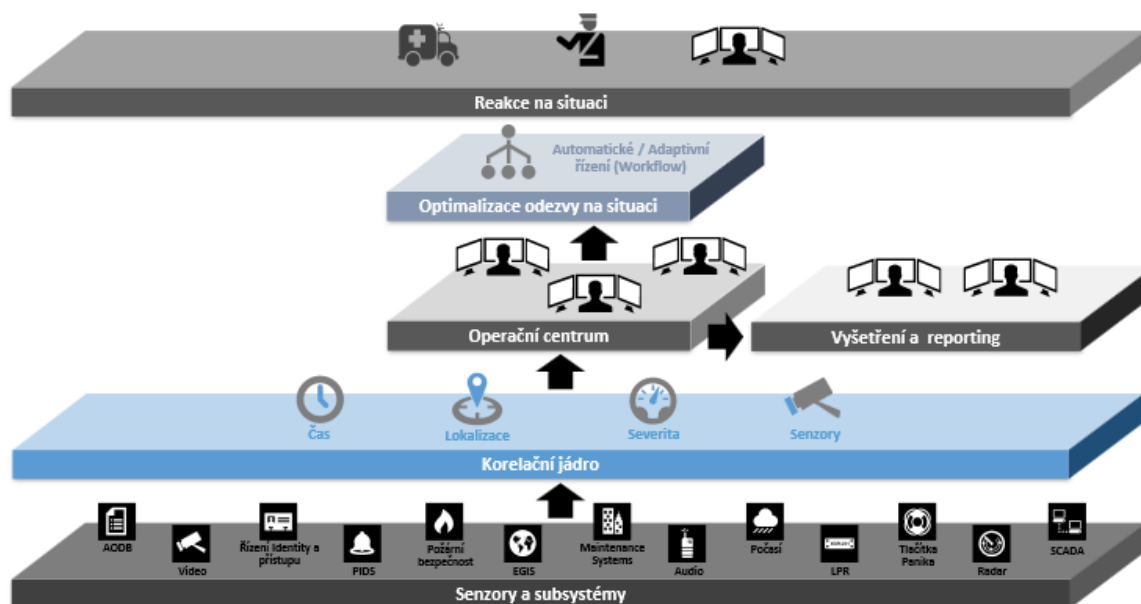 Reakce na situaci
Automatické / Adaptivní
řízení (Workflow)
Optimalizace odezvy na situaci
Operační centrum
Vyšetření a reporting
Čas
Lokalizace
Severita
Senzory
Korelační jádro
AODB
Video
Řízení Identity a
přístupu
PIDS
Požární
bezpečnost
EGIS
Maintenance
Systems
Audio
Počasí
LPR
Tlačítka
Panika
Radar
SCADA
Senzory a subsystémy